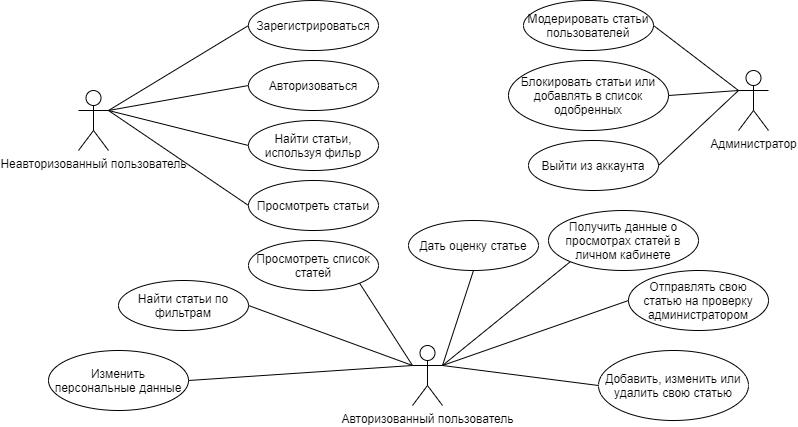 Зарегистрироваться
Авторизоваться
Найти статьи,
используя фильр
Просмотреть статьи
Неавторизованный пользователь
Модерировать статьи
пользователей
Блокировать статьи или
добавлять в список
одобренных
Выйти из аккаунта
Администратор
Просмотреть список
статей
Дать оценку статье
Получить данные о
просмотрах статей в
личном кабинете
Найти статьи по
фильтрам
Отправлять свою
статью на проверку
администратором
Изменить
персональные данные
Добавить, изменить или
удалить свою статью
Авторизованный пользователь